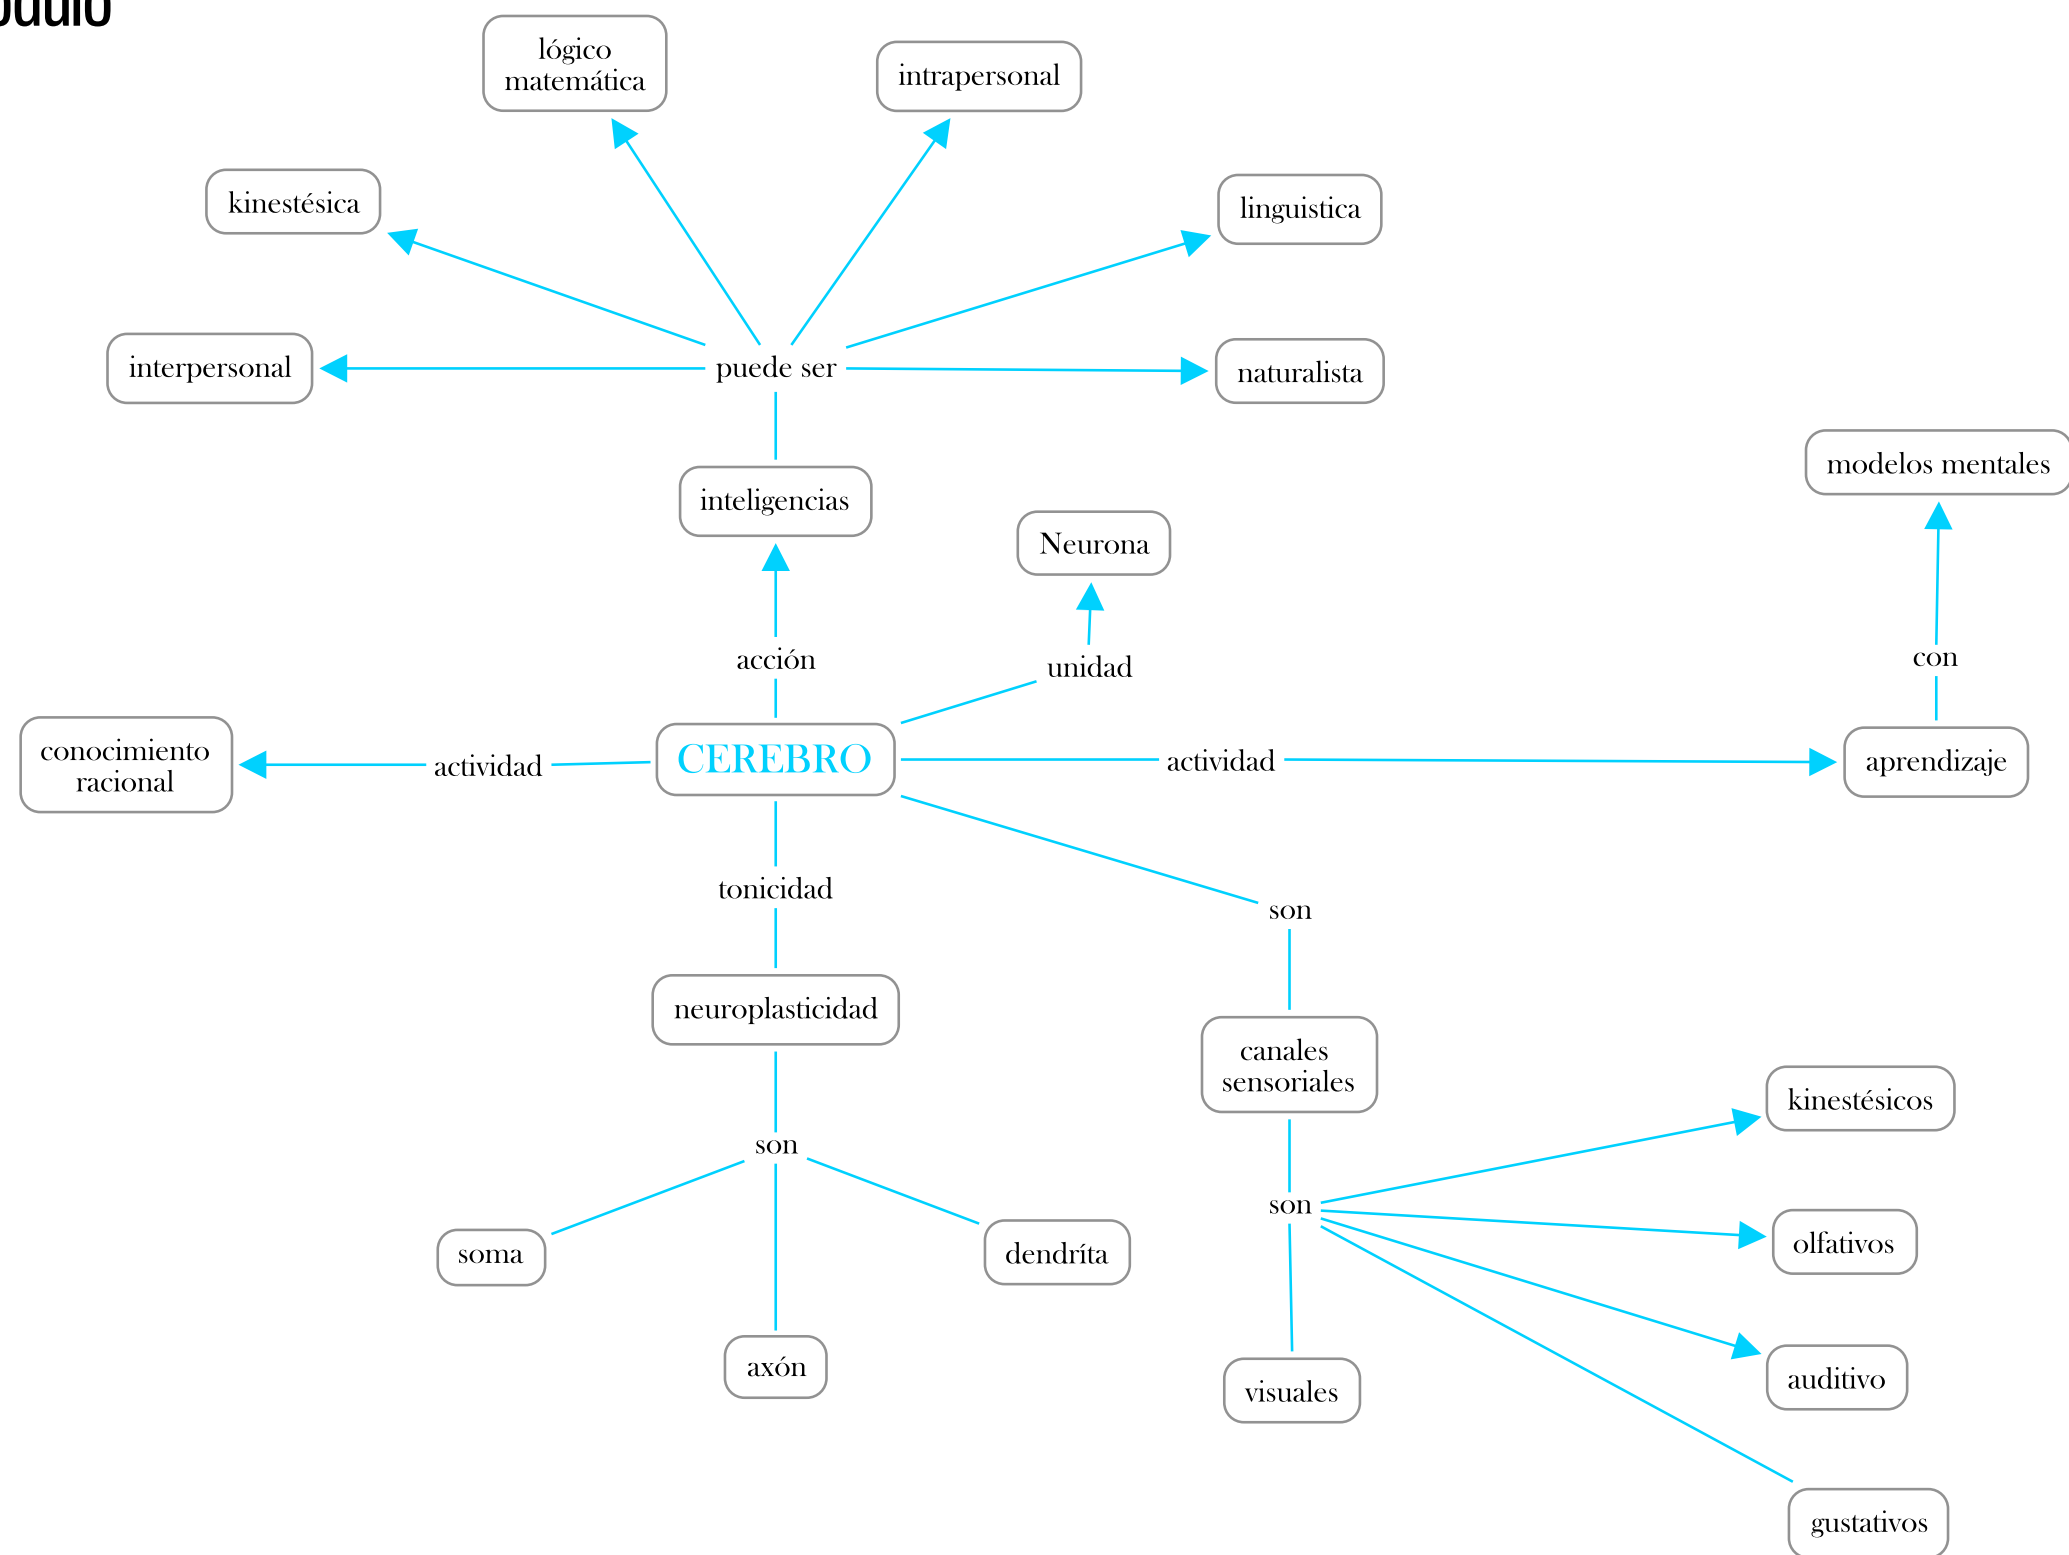 lógico
matemática
intrapersonal
kinestésica
linguistica
interpersonal
puede ser
naturalista
modelos mentales
inteligencias
Neurona
acción
unidad
con
conocimiento
racional
actividad
CEREBRO
actividad
aprendizaje
tonicidad
son
neuroplasticidad
canales
sensoriales
kinestésicos
son
son
olfativos
soma
dendríta
axón
visuales
auditivo
gustativos